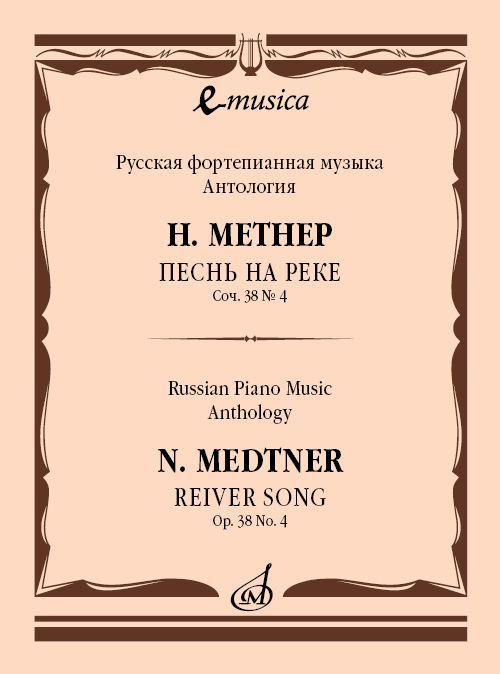 e-musica
Русская фортепианная музыка
Антология
Н. МЕТНЕР
ПЕСНЬ НА РЕКЕ
Соч. 38 № 4
Russian Piano Music
Anthology
N. MEDTNER
REIVER SONG
Op. 38 No. 4
М